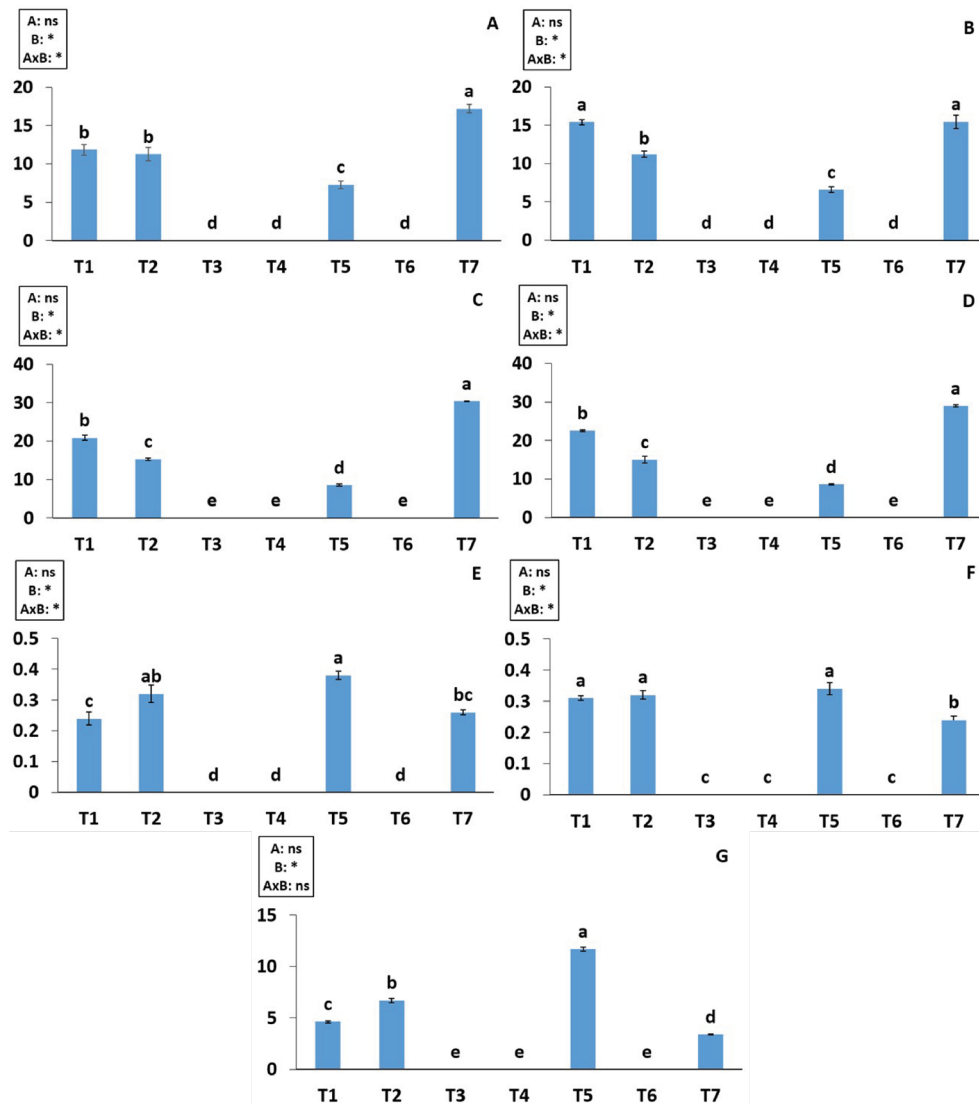 A: ns
B: *
AxB: *
A
20
15
10
5
0
b
b
d
d
c
d
a
T1 T2 T3 T4 T5 T6 T7
A: ns
B: *
AxB: *
B
20
15
10
5
0
a
b
d
d
c
d
a
T1 T2 T3 T4 T5 T6 T7
A: ns
B: *
AxB: *
C
40
30
20
10
0
b
c
e
e
d
e
a
T1 T2 T3 T4 T5 T6 T7
A: ns
B: *
AxB: *
D
40
30
20
10
0
b
c
e
e
d
e
a
T1 T2 T3 T4 T5 T6 T7
A: ns
B: *
AxB: *
E
0.5
0.4
0.3
0.2
0.1
0
c
ab
d
d
a
d
bc
T1 T2 T3 T4 T5 T6 T7
A: ns
B: *
AxB: *
F
0.5
0.4
0.3
0.2
0.1
0
a
a
c
c
a
c
b
T1 T2 T3 T4 T5 T6 T7
A: ns
B: *
AxB: ns
G
15
10
5
0
c
b
e
e
a
e
d
T1 T2 T3 T4 T5 T6 T7